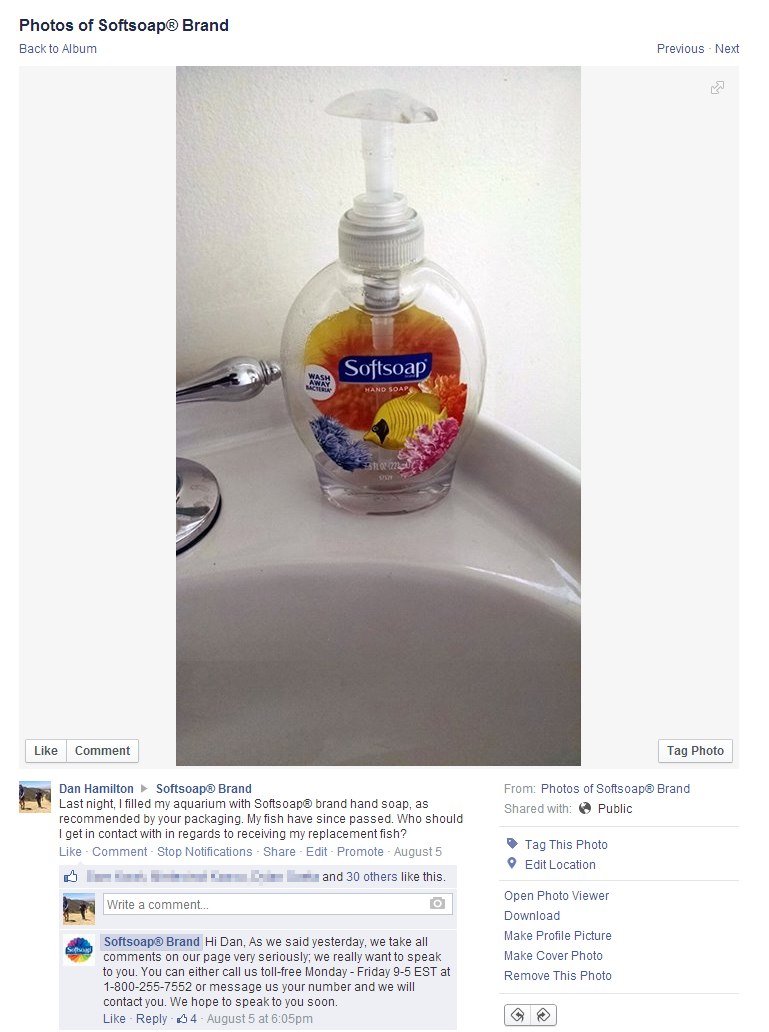 Photos of Softsoap® Brand
Back to Album
Previous · Next
Softsoap
HAND SOAP
WASH
AWAY
BACTERIA
Like Comment
Tag Photo
Dan Hamilton ▶ Softsoap® Brand
Last night, I filled my aquarium with Softsoap® brand hand soap, as
recommended by your packaging. My fish have since passed. Who should
I get in contact with in regards to receiving my replacement fish?
Like · Comment · Stop Notifications · Share · Edit · Promote · August 5
and 30 others like this.
Write a comment...
Softsoap
Softsoap® Brand Hi Dan, As we said yesterday, we take all
comments on our page very seriously; we really want to speak
to you. You can either call us toll-free Monday - Friday 9-5 EST at
1-800-255-7552 or message us your number and we will
contact you. We hope to speak to you soon.
Like · Reply · 4 · August 5 at 6:05pm
From: Photos of Softsoap® Brand
Shared with: Public
Tag This Photo
Edit Location
Open Photo Viewer
Download
Make Profile Picture
Make Cover Photo
Remove This Photo